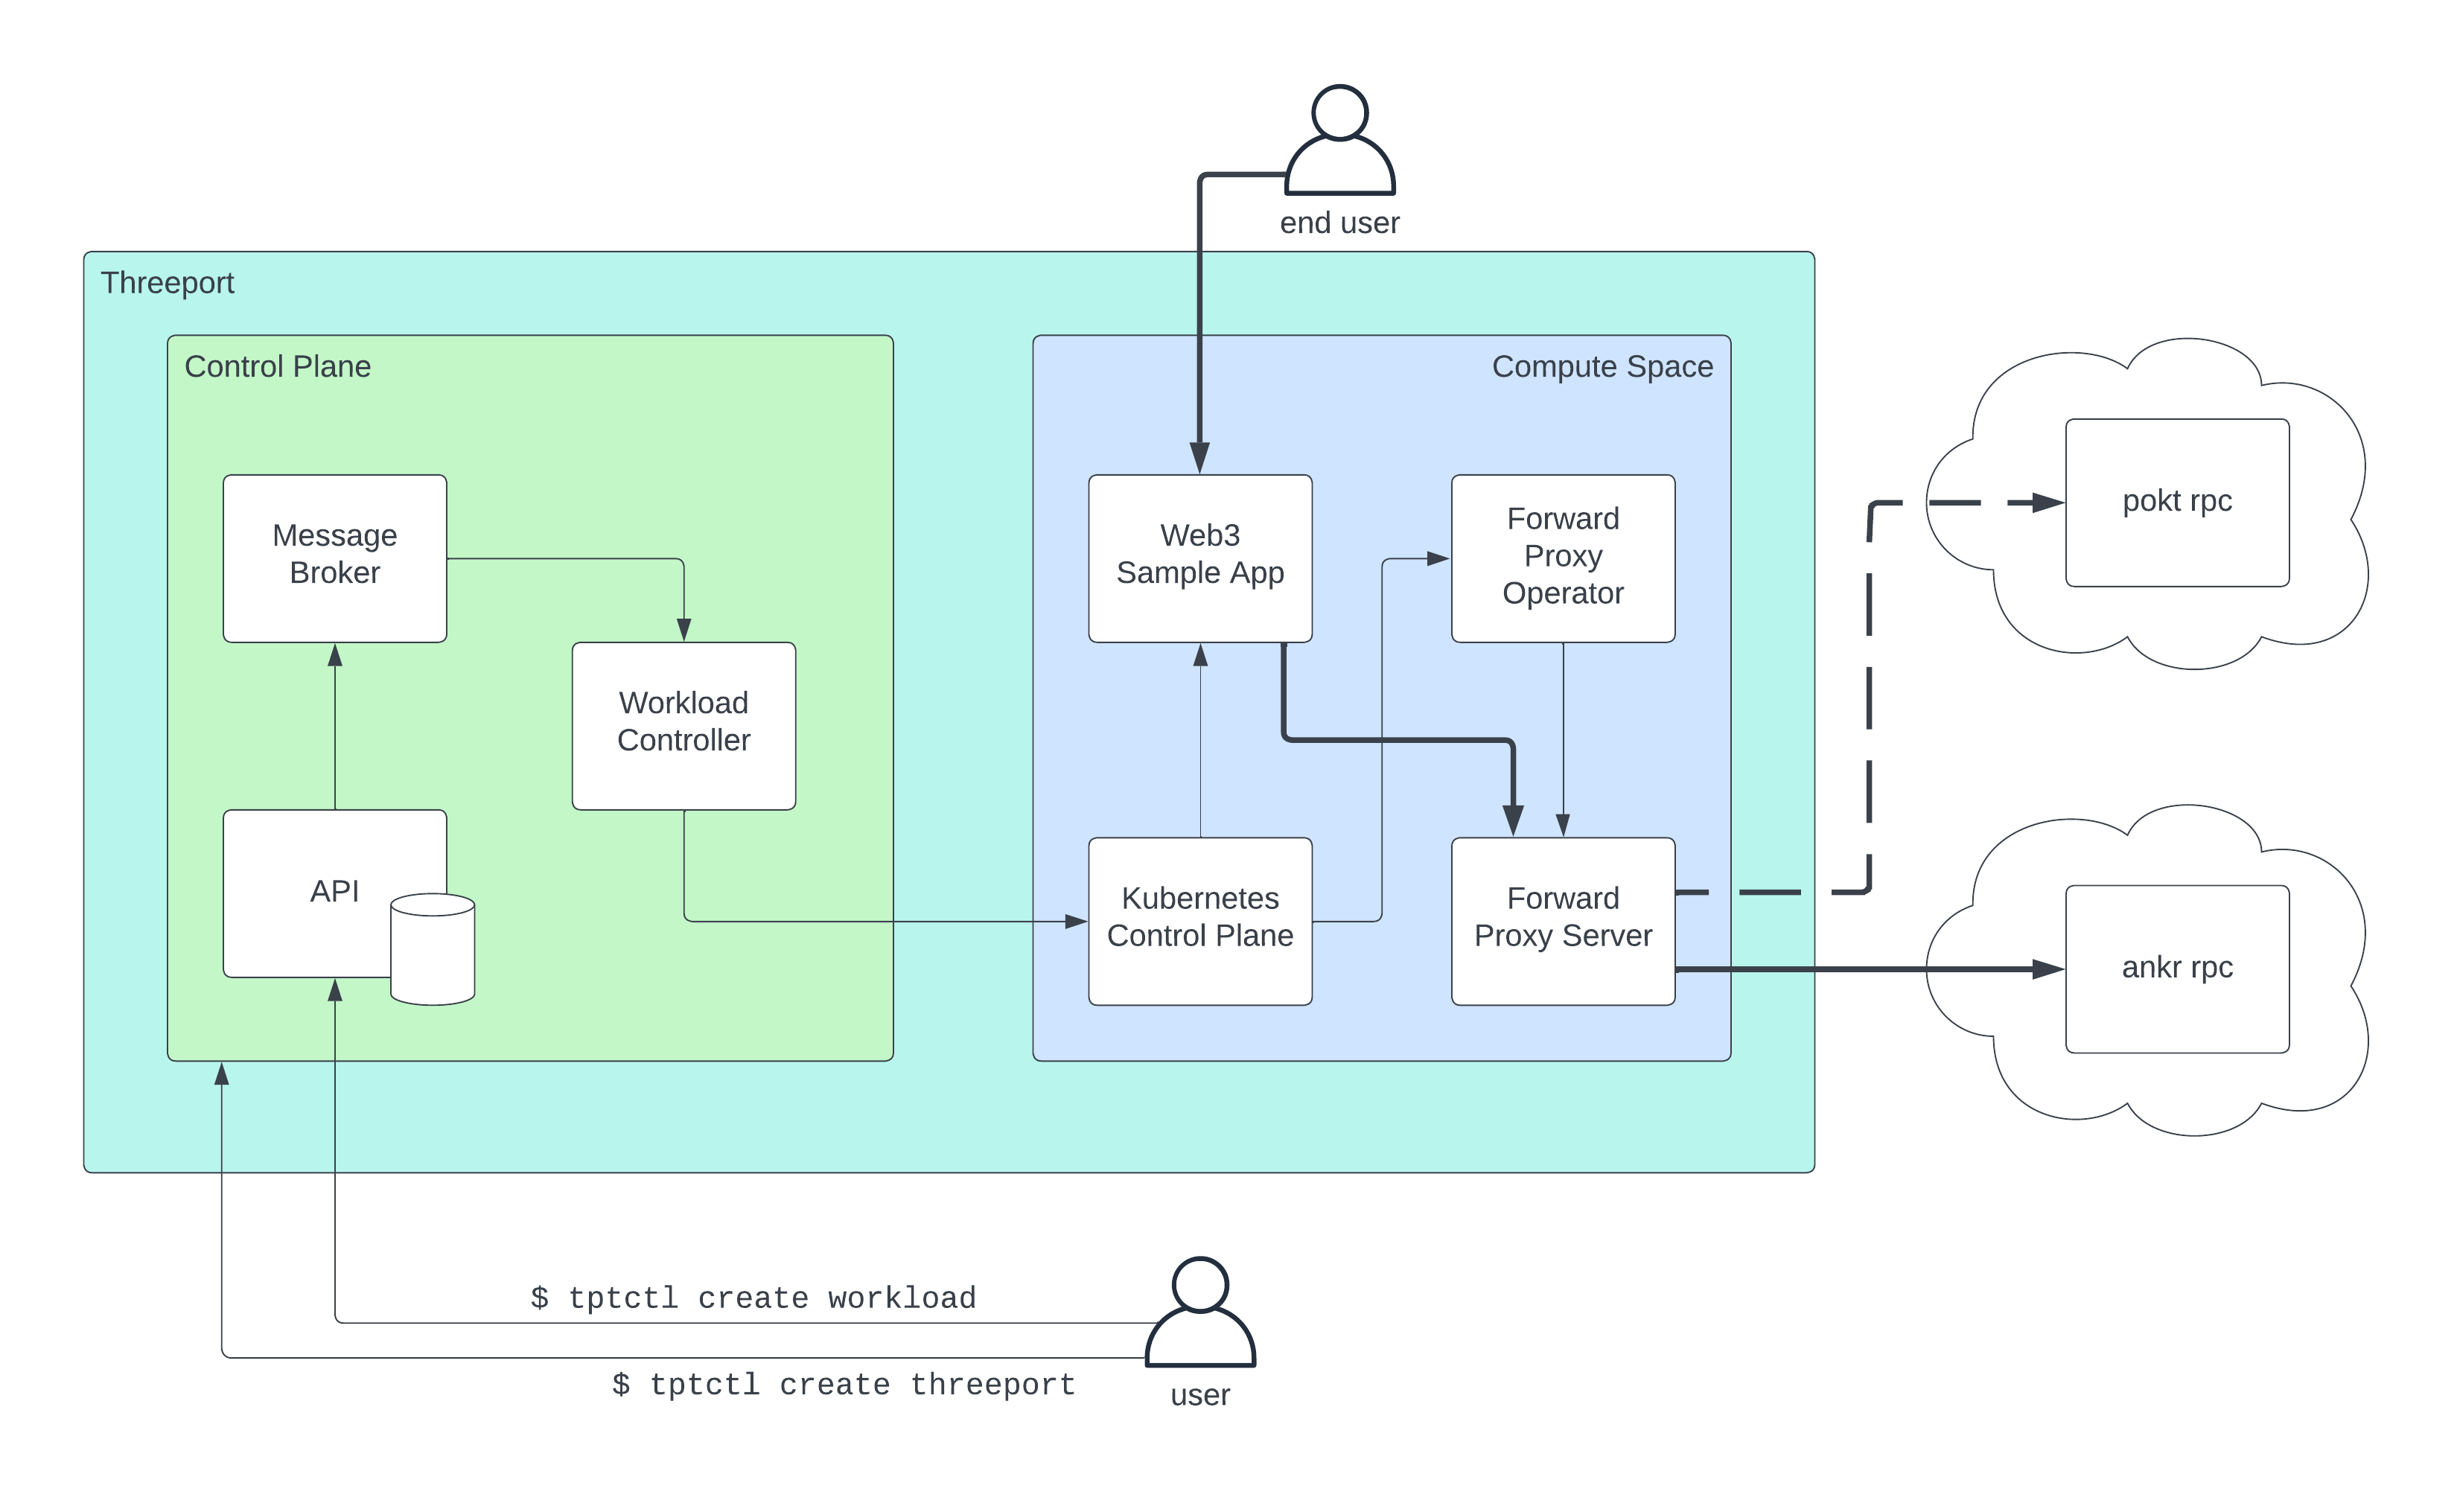 end user
Threeport
Control Plane
Compute Space
Message
Broker
Workload
Controller
API
Web3
Sample App
Forward
Proxy
Operator
Kubernetes
Control Plane
Forward
Proxy Server
pokt rpc
ankr rpc
$ tptctl create workload
$ tptctl create threeport
user